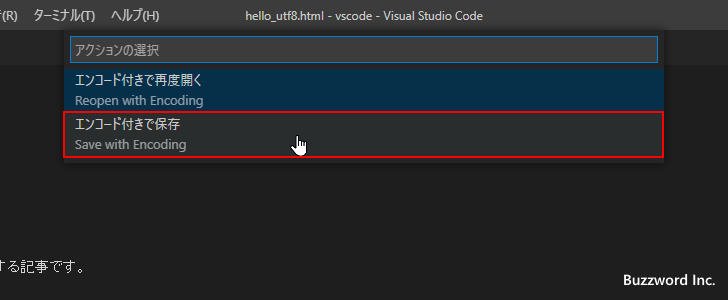 (R) ターミナル(T) ヘルプ(H) hello_utf8.html - vscode - Visual Studio Code
アクションの選択
エンコード付きで再度開く
Reopen with Encoding
エンコード付きで保存
Save with Encoding
する記事です。
Buzzword Inc.